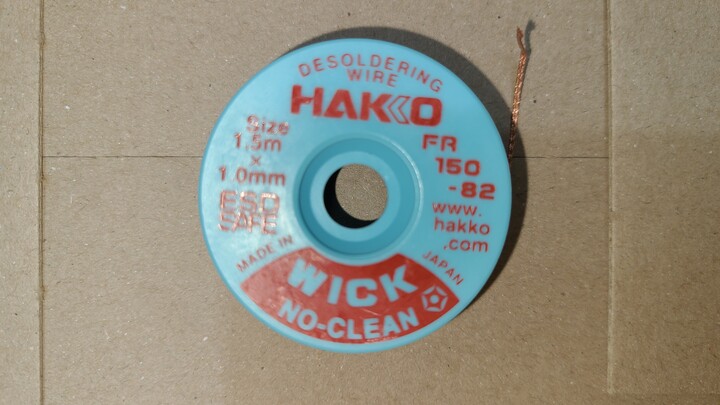 DESOLDERING
WIRE
HAKKO
Size
1.5m
×
1.0mm
ESD
SAFE
FR
150
-82
www.
hakko
.com
MADE IN JAPAN
WICK
NO-CLEAN